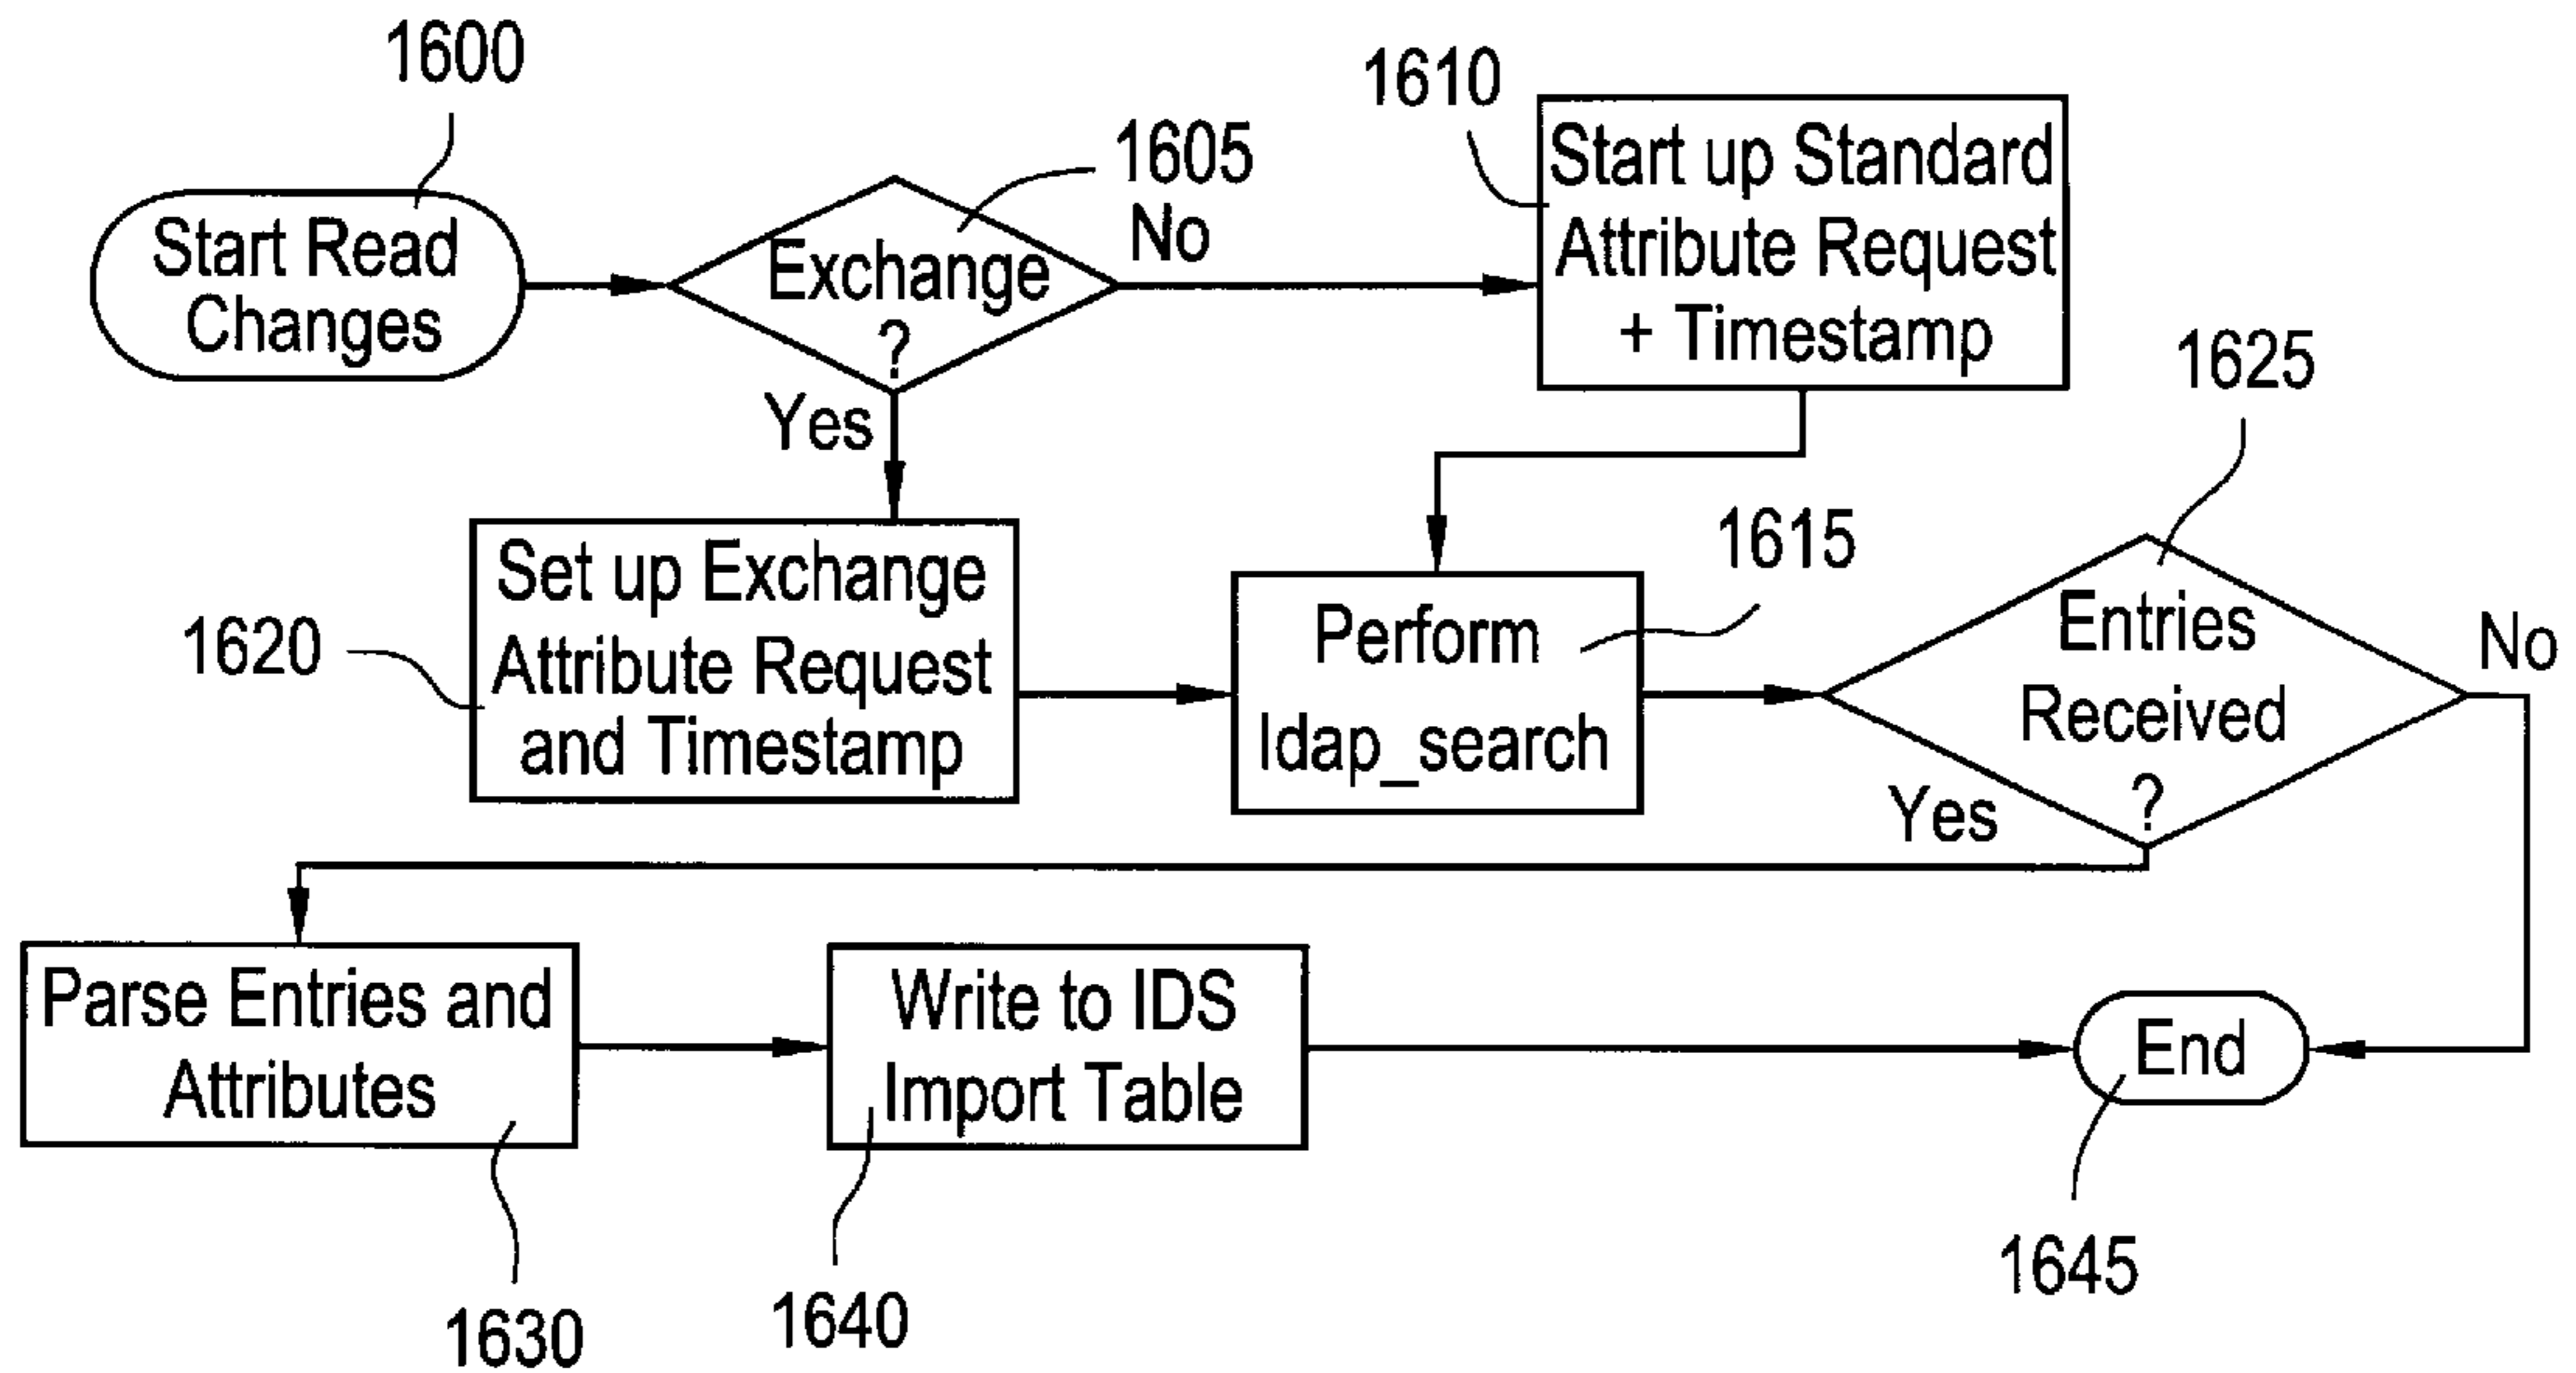 1600
Start Read
Changes
1605
Exchange
?
No
Yes
1610
Start up Standard
Attribute Request
+ Timestamp
1620
Set up Exchange
Attribute Request
and Timestamp
1615
Perform
ldap_search
1625
Entries
Received
?
No
Yes
Parse Entries and
Attributes
1630
Write to IDS
Import Table
1640
End
1645